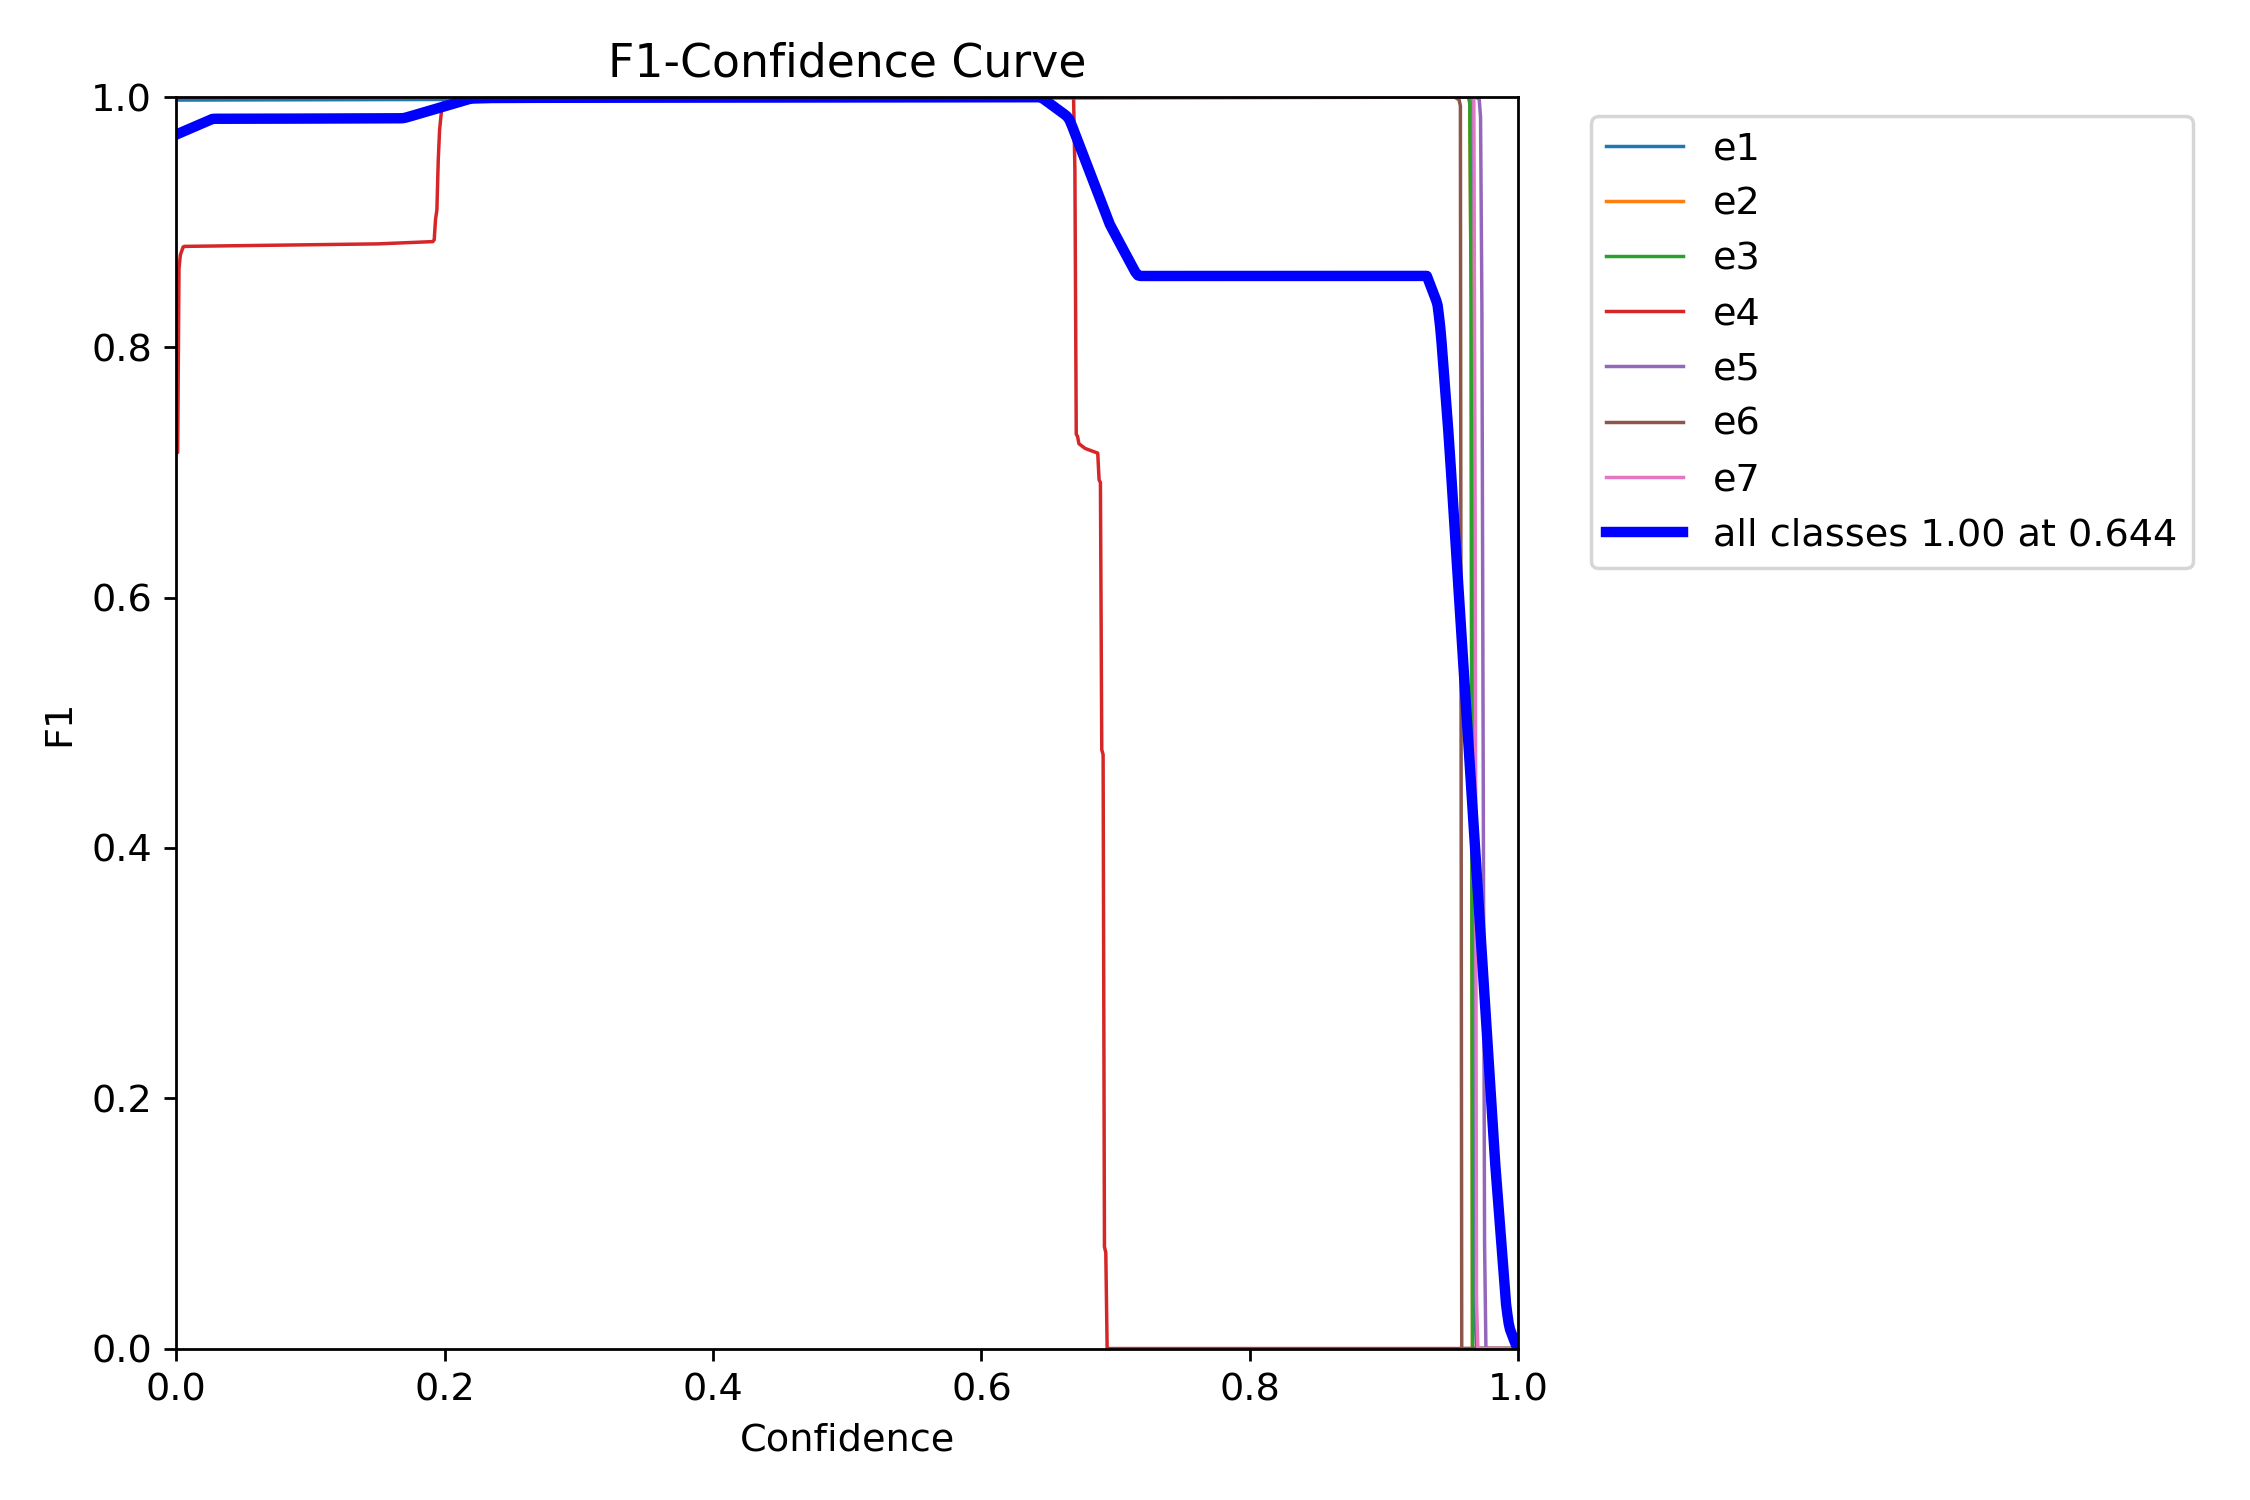 F1-Confidence Curve
1.0
0.8
0.6
0.4
0.2
0.0
F1
0.0 0.2 0.4 0.6 0.8 1.0
Confidence
e1
e2
e3
e4
e5
e6
e7
all classes 1.00 at 0.644